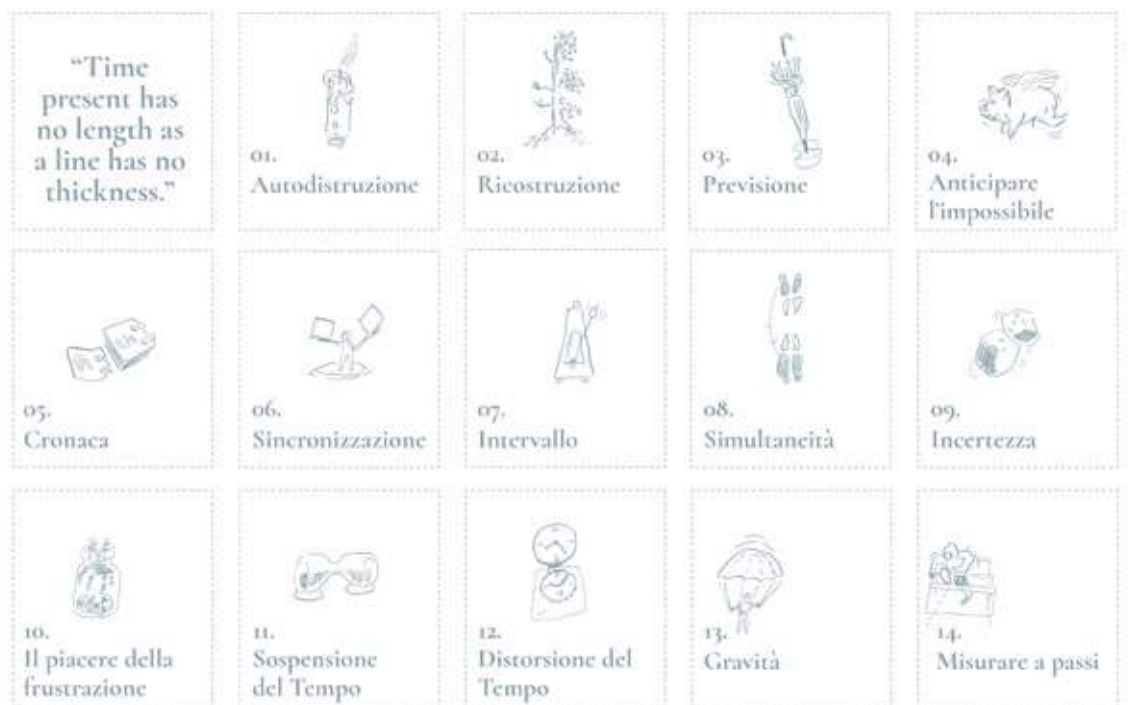 “Time
present has
no length as
a line has no
thickness.”
01.
Autodistruzione
02.
Ricostruzione
03.
Previsione
04.
Anticipare
l'impossibile
05.
Cronaca
06.
Sincronizzazione
07.
Intervallo
08.
Simultaneità
09.
Incertezza
10.
Il piacere della
frustrazione
11.
Sospensione
del Tempo
12.
Distorsione del
Tempo
13.
Gravità
14.
Misurare a passi